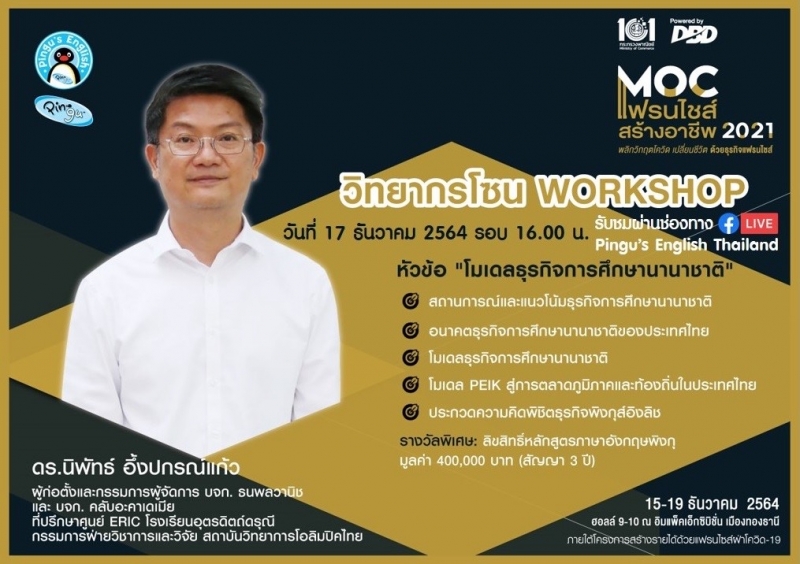 Pingu's English
Pingu
101
กระทรวงพาณิชย์
Ministry of Commerce
Powered by
DBD
MOC
แฟรนไชส์
สร้างอาชีพ 2021
พลิกวิกฤตโควิด เปลี่ยนชีวิต ด้วยธุรกิจแฟรนไชส์
วิทยากรโซน WORKSHOP
วันที่ 17 ธันวาคม 2564 รอบ 16.00 น.
รับชมผ่านช่องทาง f LIVE
Pingu's English Thailand
หัวข้อ "โมเดลธุรกิจการศึกษานานาชาติ"
สถานการณ์และแนวโน้มธุรกิจการศึกษานานาชาติ
อนาคตธุรกิจการศึกษานานาชาติของประเทศไทย
โมเดลธุรกิจการศึกษานานาชาติ
โมเดล PEIK สู่การตลาดภูมิภาคและท้องถิ่นในประเทศไทย
ประกวดความคิดพิชิตธุรกิจพิงกุส์อิงลิช
รางวัลพิเศษ: ลิขสิทธิ์หลักสูตรภาษาอังกฤษพิงกุ
มูลค่า 400,000 บาท (สัญญา 3 ปี)
ดร.นิพัทธ์ อึ้งปกรณ์แก้ว
ผู้ก่อตั้งและกรรมการผู้จัดการ บจก. ธนพลวานิช
และ บจก. คลับอะคาเดเมีย
ที่ปรึกษาศูนย์ ERIC โรงเรียนอุตรดิตถ์ดรุณี
กรรมการฝ่ายวิชาการและวิจัย สถาบันวิทยาการโอลิมปิคไทย
15-19 ธันวาคม 2564
ฮอลล์ 9-10 ณ อิมแพ็คเอ็กซิบิชั่น เมืองทองธานี
ภายใต้โครงการสร้างรายได้ด้วยแฟรนไชส์ฝ่าโควิด-19